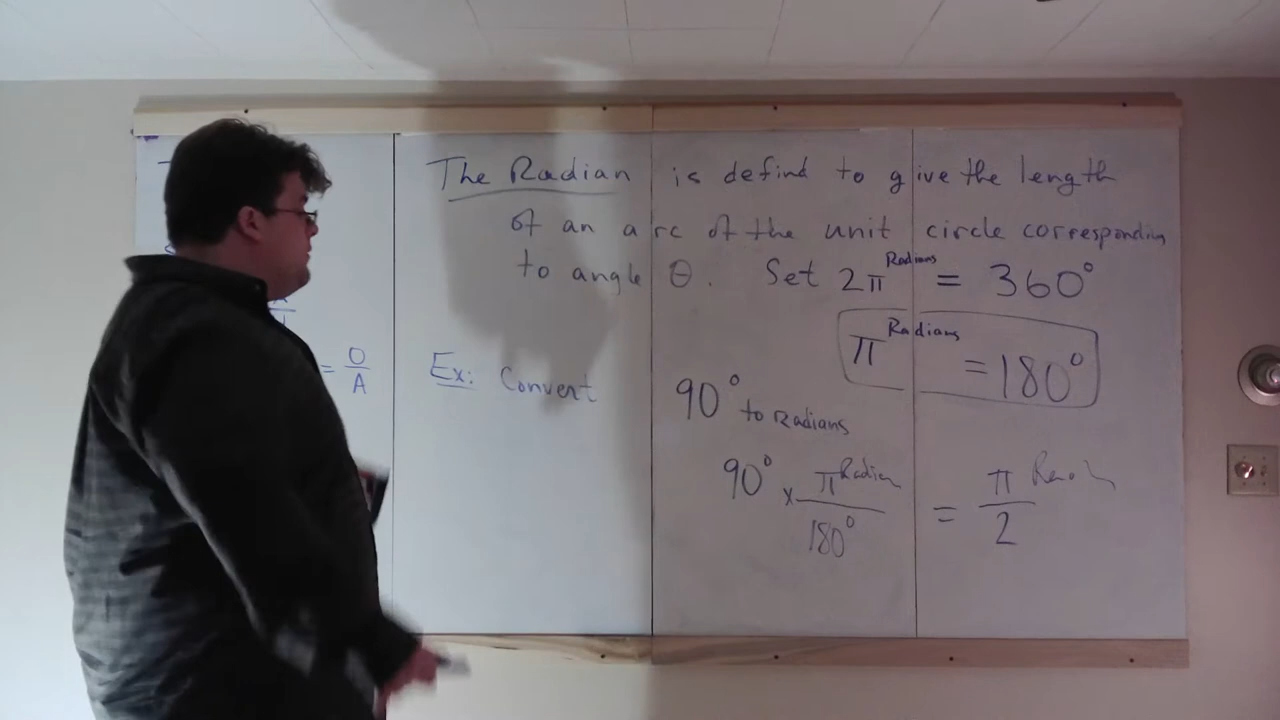 The Radian is defind to give the length
of an arc of the unit circle corresponding
to angle θ. Set 2π Radians = 360°
π Radians = 180°
= O/A
Ex: Convert 90° to Radians
90° x π Radian / 180° = π / 2